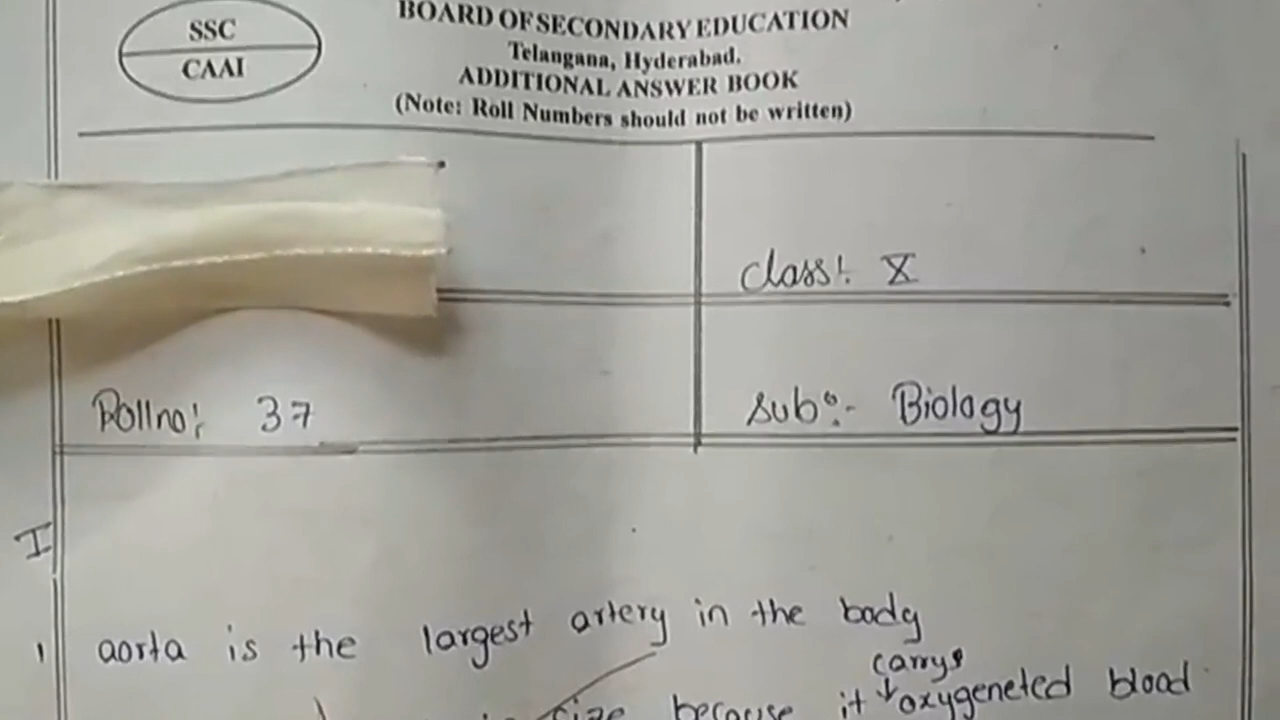 SSC
CAAI
BOARD OF SECONDARY EDUCATION
Telangana, Hyderabad.
ADDITIONAL ANSWER BOOK
(Note: Roll Numbers should not be written)
class:. X
Rollno: 37
sub:- Biology
I
1 aorta is the largest artery in the body
carrys
size because it oxygeneted blood